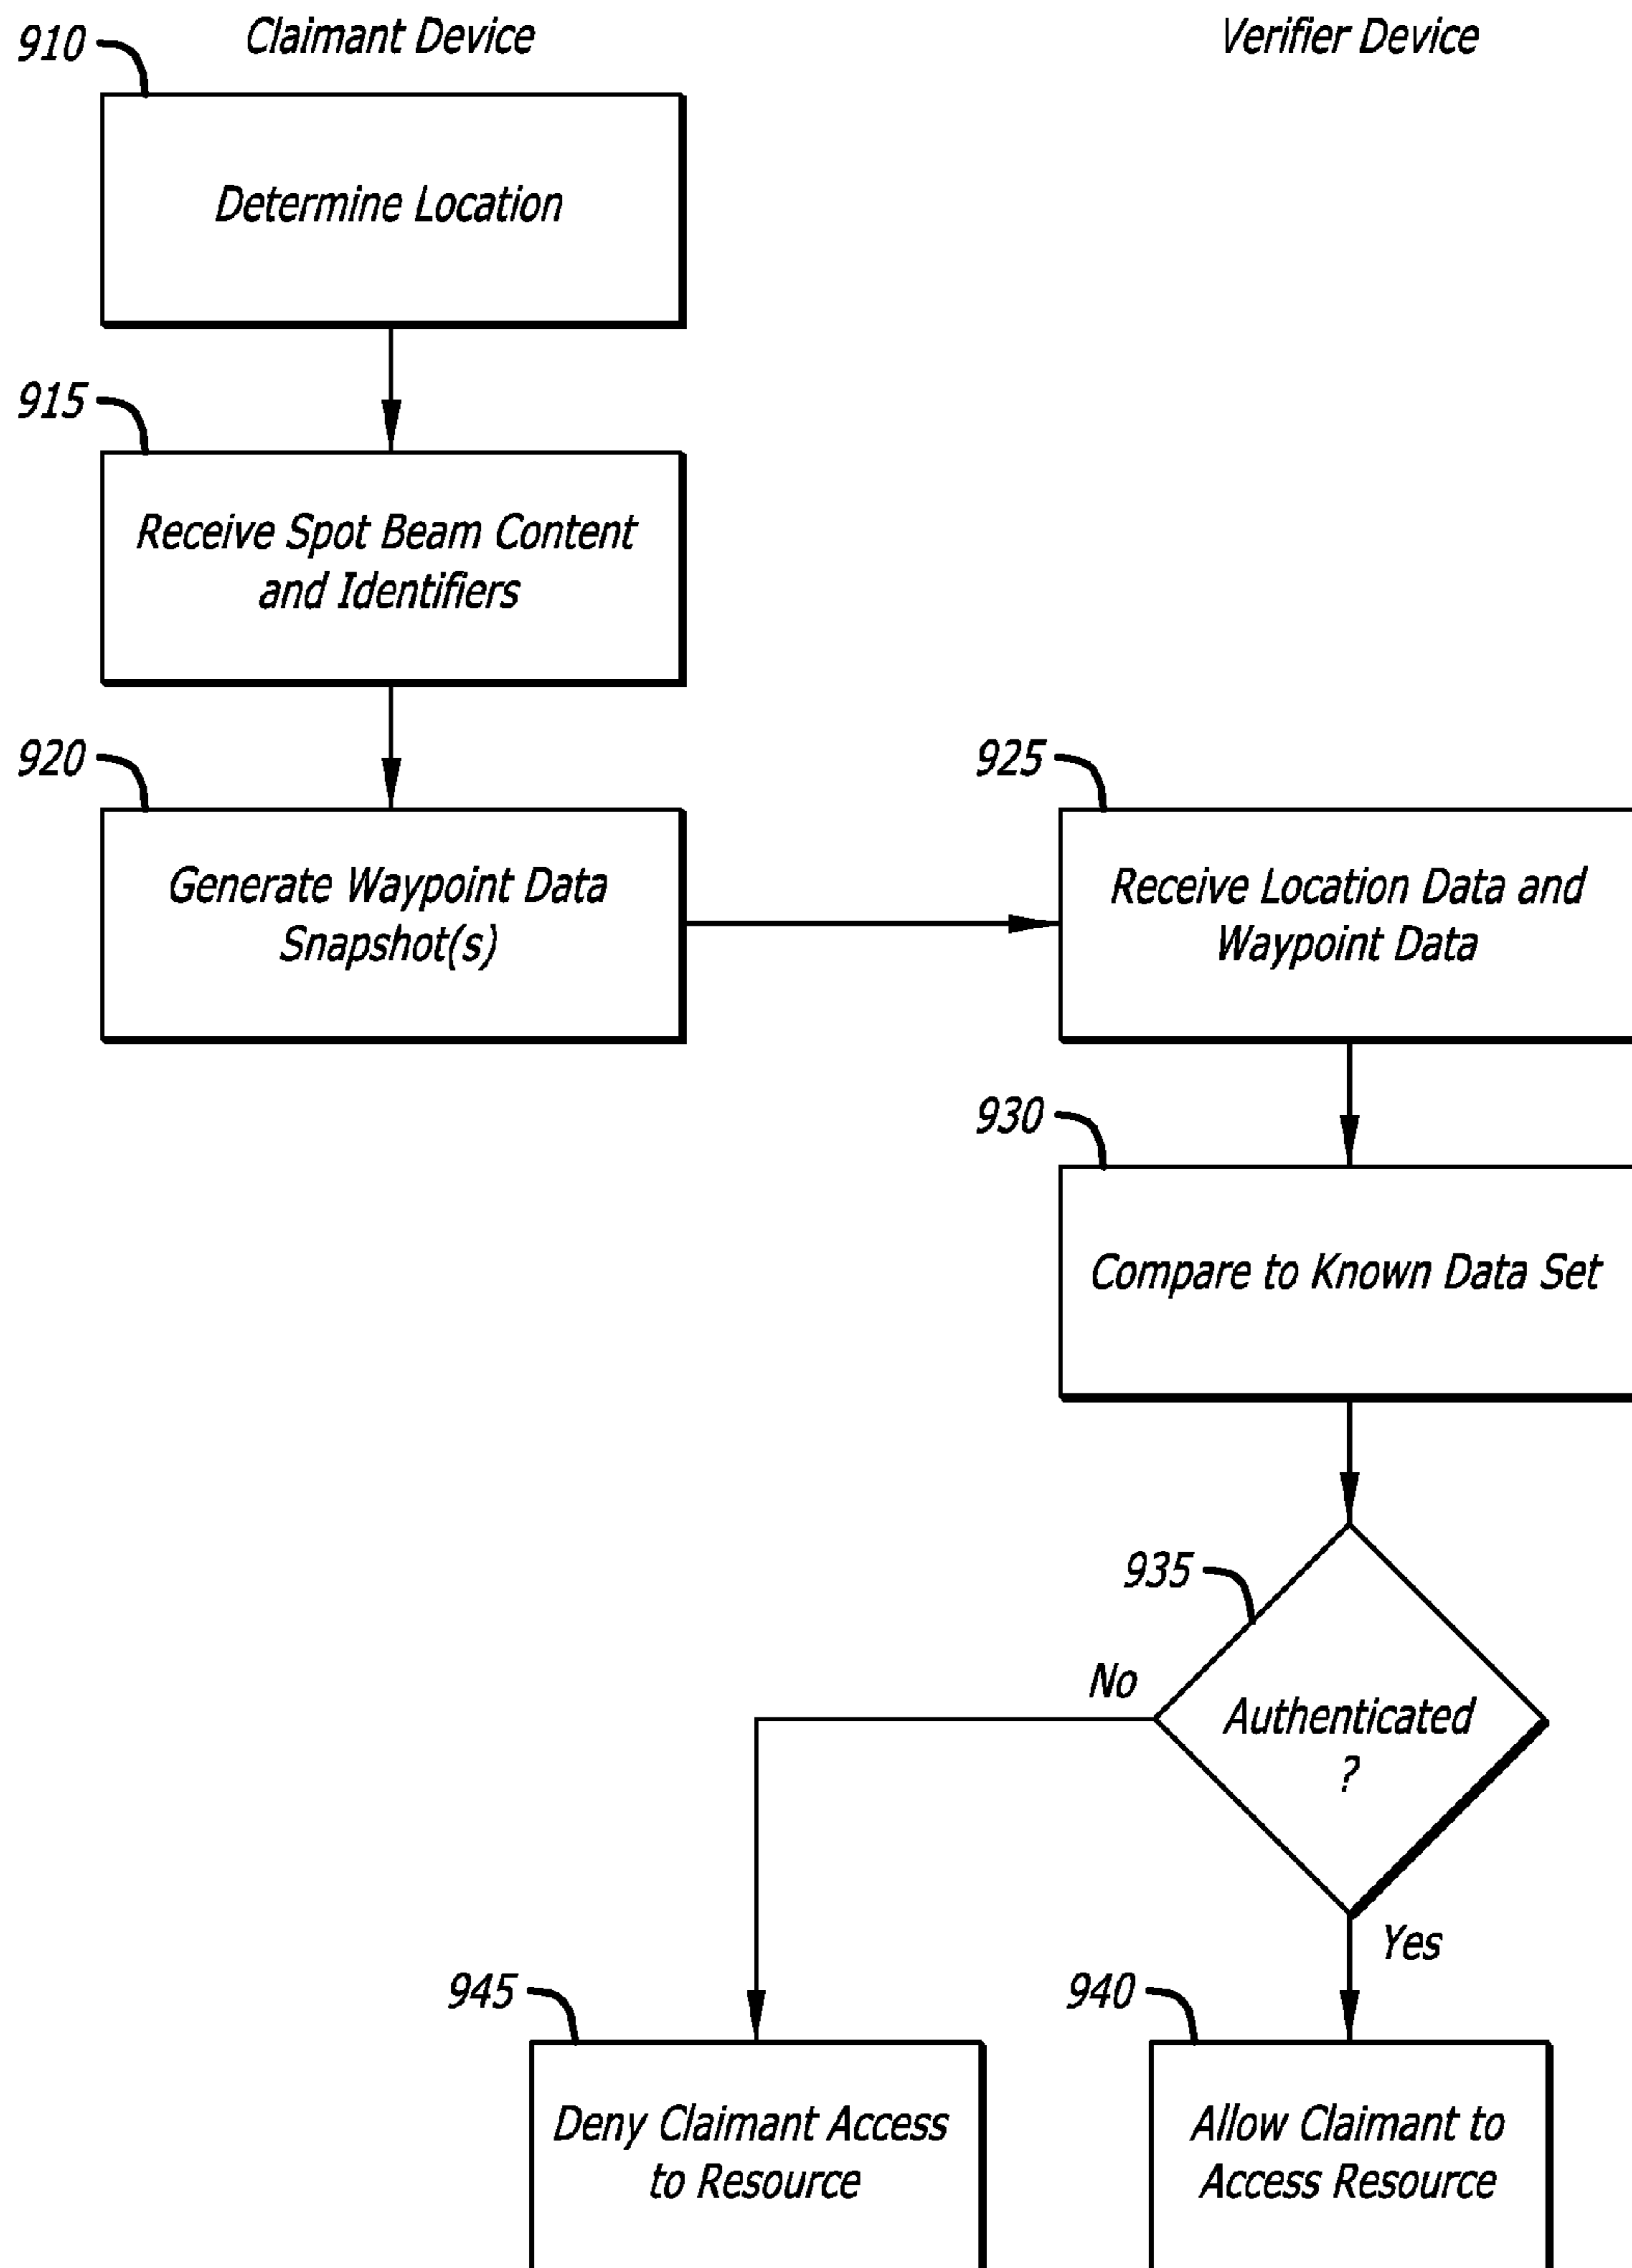 910
Claimant Device
Verifier Device
Determine Location
915
Receive Spot Beam Content
and Identifiers
920
Generate Waypoint Data
Snapshot(s)
925
Receive Location Data and
Waypoint Data
930
Compare to Known Data Set
935
No
Authenticated
?
Yes
945
Deny Claimant Access
to Resource
940
Allow Claimant to
Access Resource